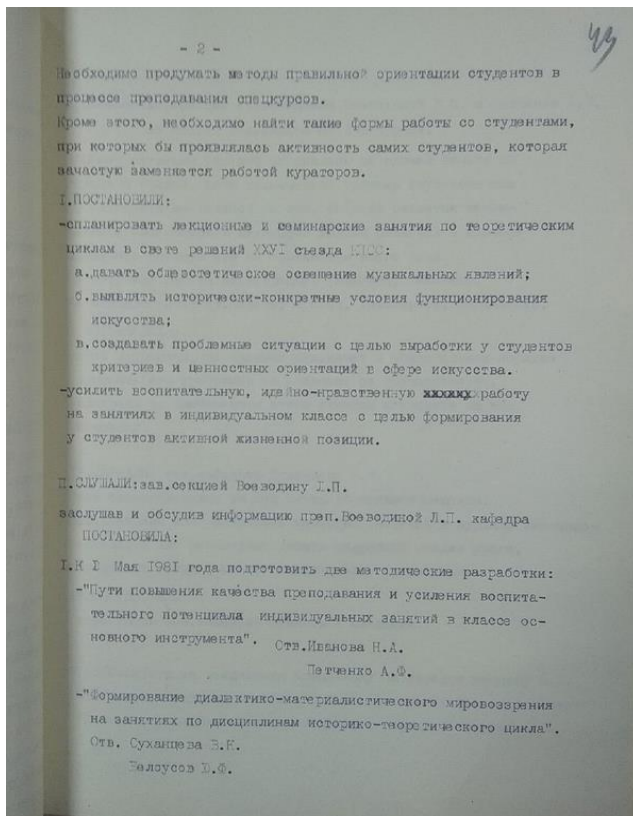 - 2 -
43
Необходимо продумать методы правильной ориентации студентов в
процессе преподавания спецкурсов.
Кроме этого, необходимо найти такие формы работы со студентами,
при которых бы проявлялась активность самих студентов, которая
зачастую заменяется работой кураторов.
I.ПОСТАНОВИЛИ:
-спланировать лекционные и семинарские занятия по теоретическим
циклам в свете решений ХХУI съезда КПСС:
а.давать общеэстетическое освещение музыкальных явлений;
б.выявлять исторически-конкретные условия функционирования
искусства;
в.создавать проблемные ситуации с целью выработки у студентов
критериев и ценностных ориентаций в сфере искусства.
-усилить воспитательную, идейно-нравственную хххххх работу
на занятиях в индивидуальном классе с целью формирования
у студентов активной жизненной позиции.
П.СЛУШАЛИ:зав.секцией Воеводину Л.П.
заслушав и обсудив информацию преп.Воеводиной Л.П. кафедра
ПОСТАНОВИЛА:
I.К I Мая 1981 года подготовить две методические разработки:
-"Пути повышения качества преподавания и усиления воспита-
тельного потенциала индивидуальных занятий в классе ос-
новного инструмента".
Отв.Иванова Н.А.
Петченко А.Ф.
-"Формирование диалектико-материалистического мировоззрения
на занятиях по дисциплинам историко-теоретического цикла".
Отв. Суханцева В.К.
Белоусов В.Ф.